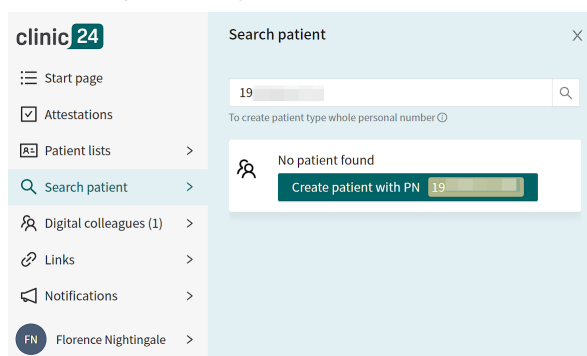 clinic 24
Start page
Attestations
Patient lists
Search patient
Digital colleagues (1)
Links
Notifications
FN Florence Nightingale
Search patient
19
To create patient type whole personal number
No patient found
Create patient with PN 19